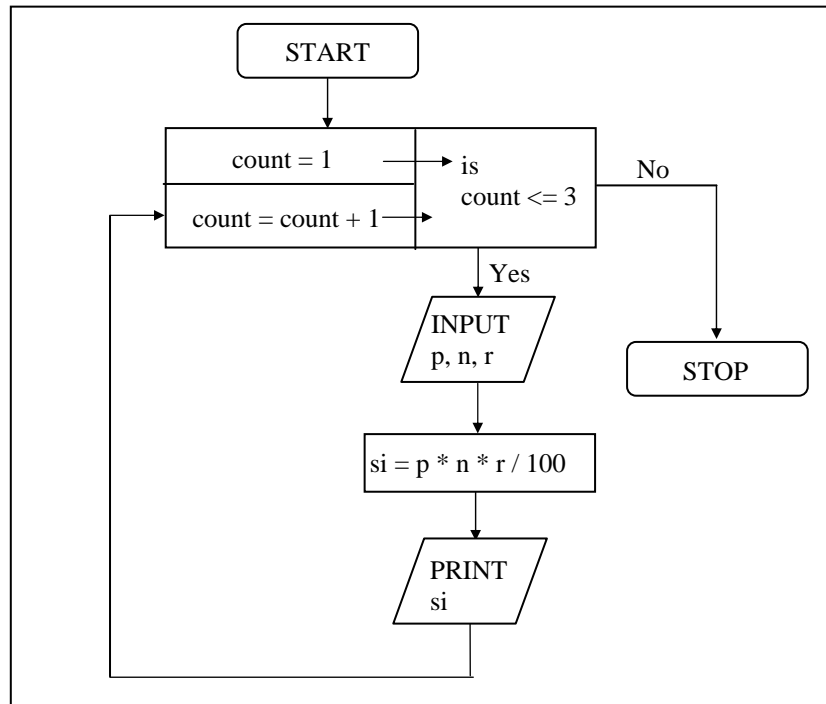 START
count = 1
is
count <= 3
No
count = count + 1
Yes
INPUT
p, n, r
STOP
si = p * n * r / 100
PRINT
si